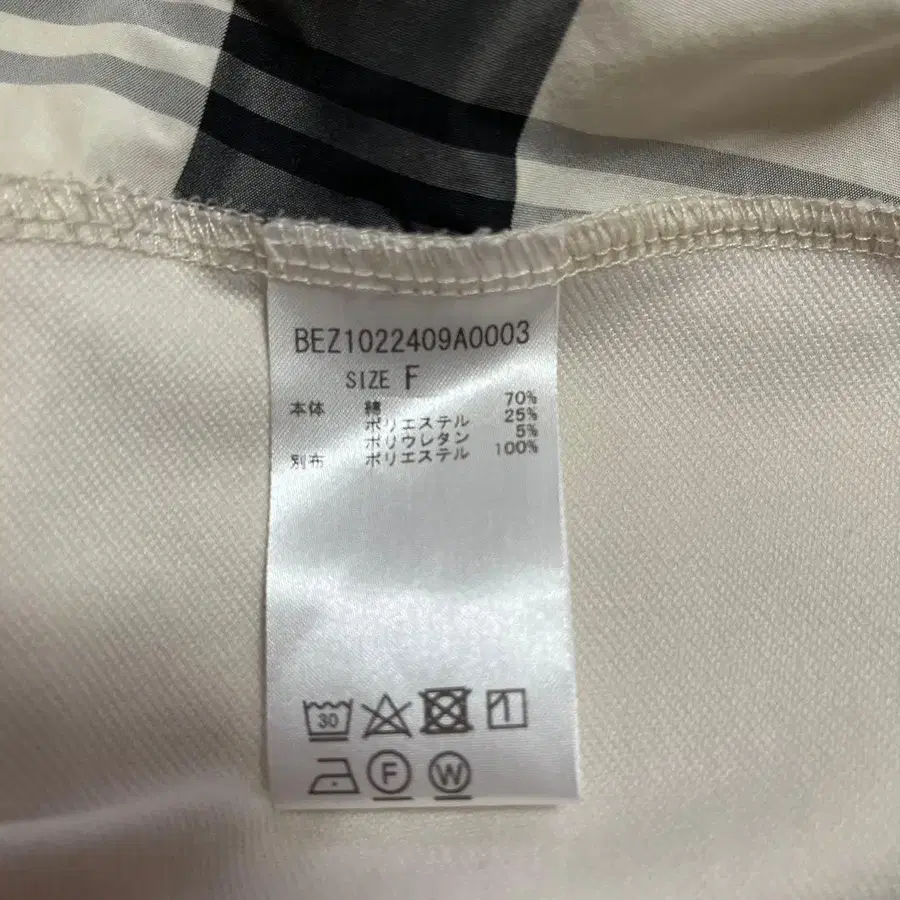 BEZ1022409A0003
SIZE F
本体 綿 70%
ポリエステル 25%
ポリウレタン 5%
別布 ポリエステル 100%
30
F
W